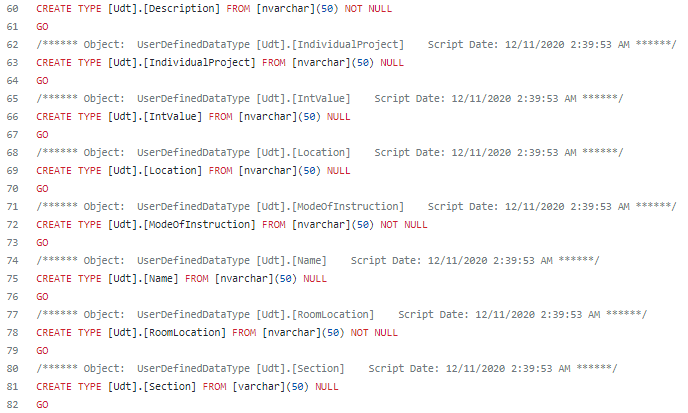 60 CREATE TYPE [Udt].[Description] FROM [nvarchar](50) NOT NULL
61 GO
62 /****** Object:  UserDefinedDataType [Udt].[IndividualProject]    Script Date: 12/11/2020 2:39:53 AM ******/
63 CREATE TYPE [Udt].[IndividualProject] FROM [nvarchar](50) NULL
64 GO
65 /****** Object:  UserDefinedDataType [Udt].[IntValue]    Script Date: 12/11/2020 2:39:53 AM ******/
66 CREATE TYPE [Udt].[IntValue] FROM [nvarchar](50) NULL
67 GO
68 /****** Object:  UserDefinedDataType [Udt].[Location]    Script Date: 12/11/2020 2:39:53 AM ******/
69 CREATE TYPE [Udt].[Location] FROM [nvarchar](50) NULL
70 GO
71 /****** Object:  UserDefinedDataType [Udt].[ModeOfInstruction]    Script Date: 12/11/2020 2:39:53 AM ******/
72 CREATE TYPE [Udt].[ModeOfInstruction] FROM [nvarchar](50) NOT NULL
73 GO
74 /****** Object:  UserDefinedDataType [Udt].[Name]    Script Date: 12/11/2020 2:39:53 AM ******/
75 CREATE TYPE [Udt].[Name] FROM [nvarchar](50) NULL
76 GO
77 /****** Object:  UserDefinedDataType [Udt].[RoomLocation]    Script Date: 12/11/2020 2:39:53 AM ******/
78 CREATE TYPE [Udt].[RoomLocation] FROM [nvarchar](50) NOT NULL
79 GO
80 /****** Object:  UserDefinedDataType [Udt].[Section]    Script Date: 12/11/2020 2:39:53 AM ******/
81 CREATE TYPE [Udt].[Section] FROM [varchar](50) NULL
82 GO